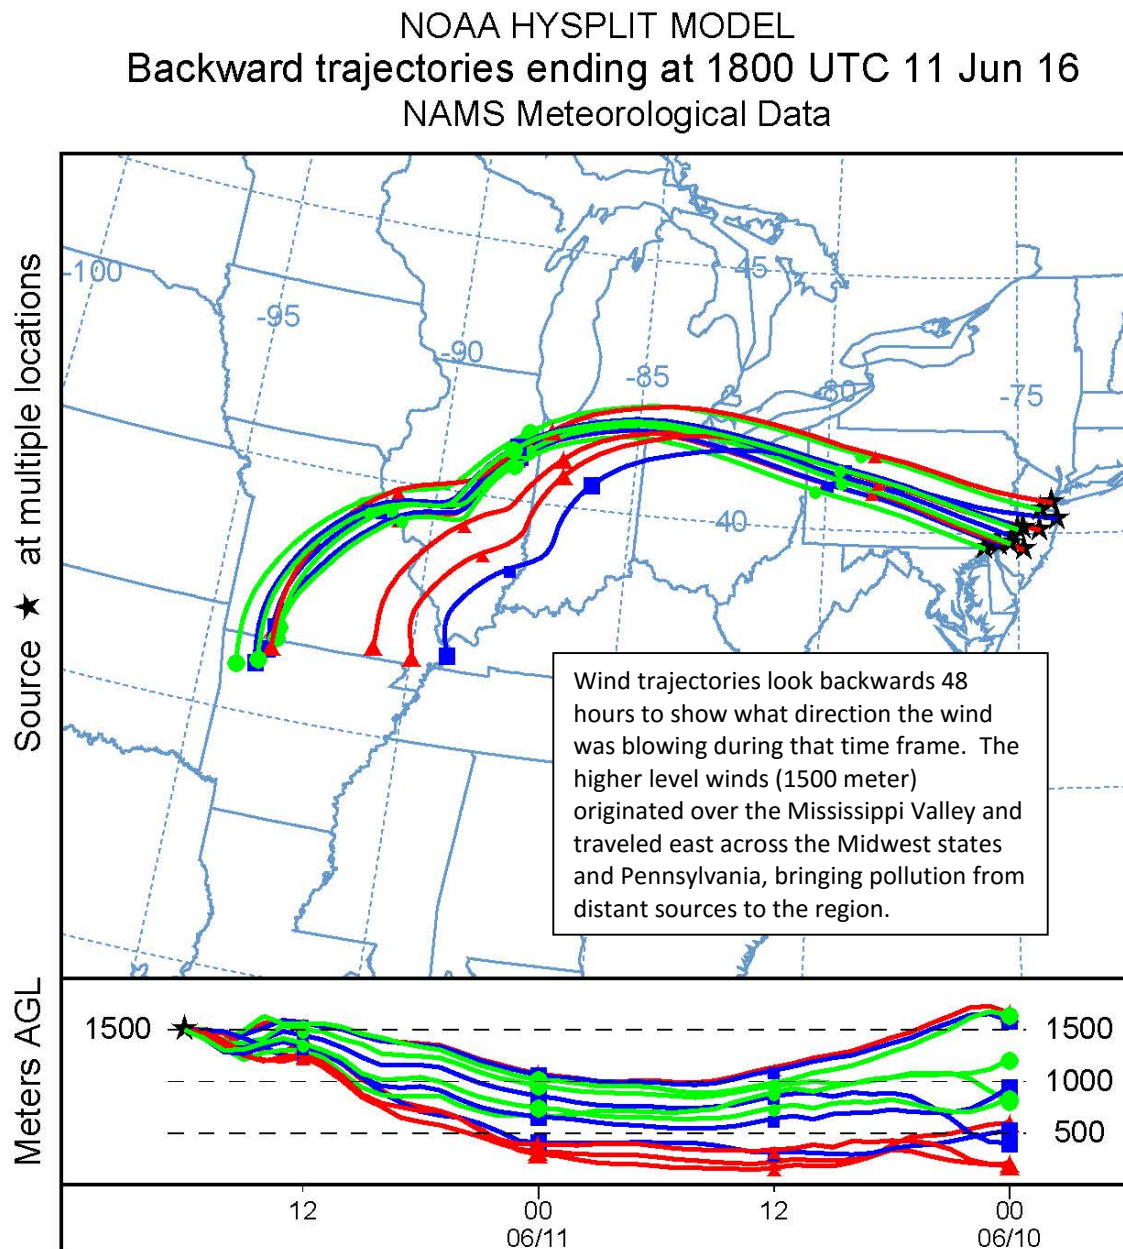 NOAA HYSPLIT MODEL
Backward trajectories ending at 1800 UTC 11 Jun 16
NAMS Meteorological Data
Source ★ at multiple locations
-100
-95
-90
-85
-80
-75
45
40
Wind trajectories look backwards 48
hours to show what direction the wind
was blowing during that time frame. The
higher level winds (1500 meter)
originated over the Mississippi Valley and
traveled east across the Midwest states
and Pennsylvania, bringing pollution from
distant sources to the region.
Meters AGL
1500
1500
1000
500
12
00
12
00
06/11
06/10